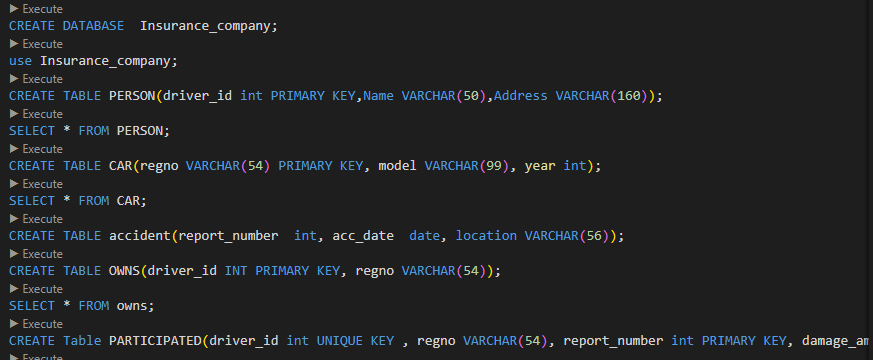 ▶ Execute
CREATE DATABASE  Insurance_company;
▶ Execute
use Insurance_company;
▶ Execute
CREATE TABLE PERSON(driver_id int PRIMARY KEY,Name VARCHAR(50),Address VARCHAR(160));
▶ Execute
SELECT * FROM PERSON;
▶ Execute
CREATE TABLE CAR(regno VARCHAR(54) PRIMARY KEY, model VARCHAR(99), year int);
▶ Execute
SELECT * FROM CAR;
▶ Execute
CREATE TABLE accident(report_number  int, acc_date  date, location VARCHAR(56));
▶ Execute
CREATE TABLE OWNS(driver_id INT PRIMARY KEY, regno VARCHAR(54));
▶ Execute
SELECT * FROM owns;
▶ Execute
CREATE Table PARTICIPATED(driver_id int UNIQUE KEY , regno VARCHAR(54), report_number int PRIMARY KEY, damage_am
▶ Execute